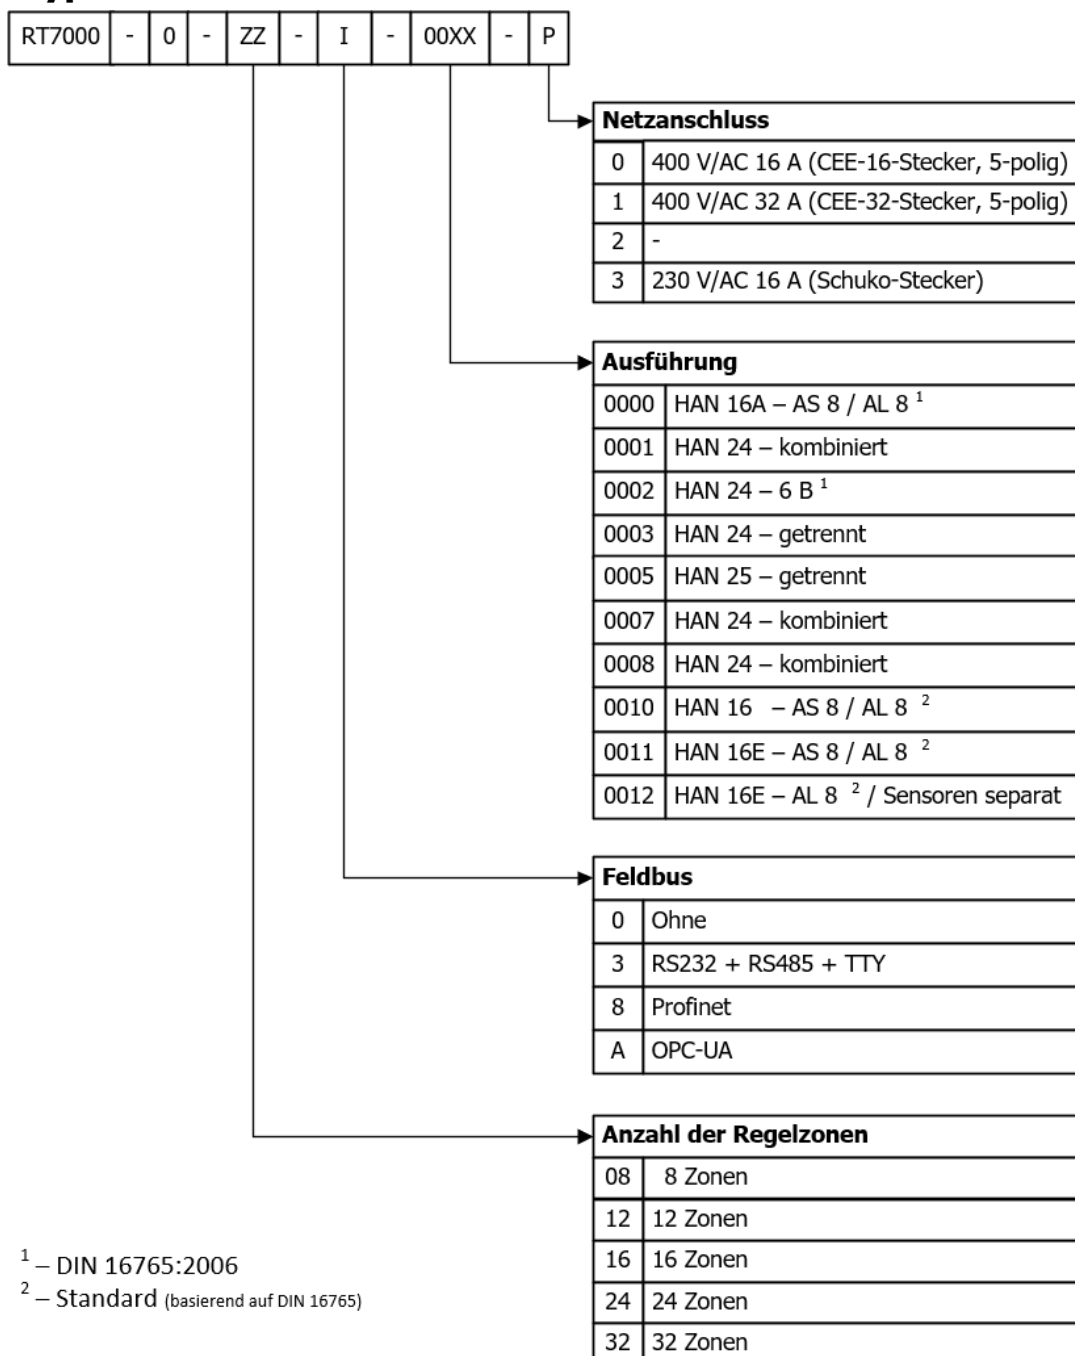 RT7000 - 0 - ZZ - I - 00XX - P
Netzanschluss
0 400 V/AC 16 A (CEE-16-Stecker, 5-polig)
1 400 V/AC 32 A (CEE-32-Stecker, 5-polig)
2 -
3 230 V/AC 16 A (Schuko-Stecker)
Ausführung
0000 HAN 16A – AS 8 / AL 8 ¹
0001 HAN 24 – kombiniert
0002 HAN 24 – 6 B ¹
0003 HAN 24 – getrennt
0005 HAN 25 – getrennt
0007 HAN 24 – kombiniert
0008 HAN 24 – kombiniert
0010 HAN 16 – AS 8 / AL 8 ²
0011 HAN 16E – AS 8 / AL 8 ²
0012 HAN 16E – AL 8 ² / Sensoren separat
Feldbus
0 Ohne
3 RS232 + RS485 + TTY
8 Profinet
A OPC-UA
Anzahl der Regelzonen
08 8 Zonen
12 12 Zonen
16 16 Zonen
24 24 Zonen
32 32 Zonen
¹ – DIN 16765:2006
² – Standard (basierend auf DIN 16765)